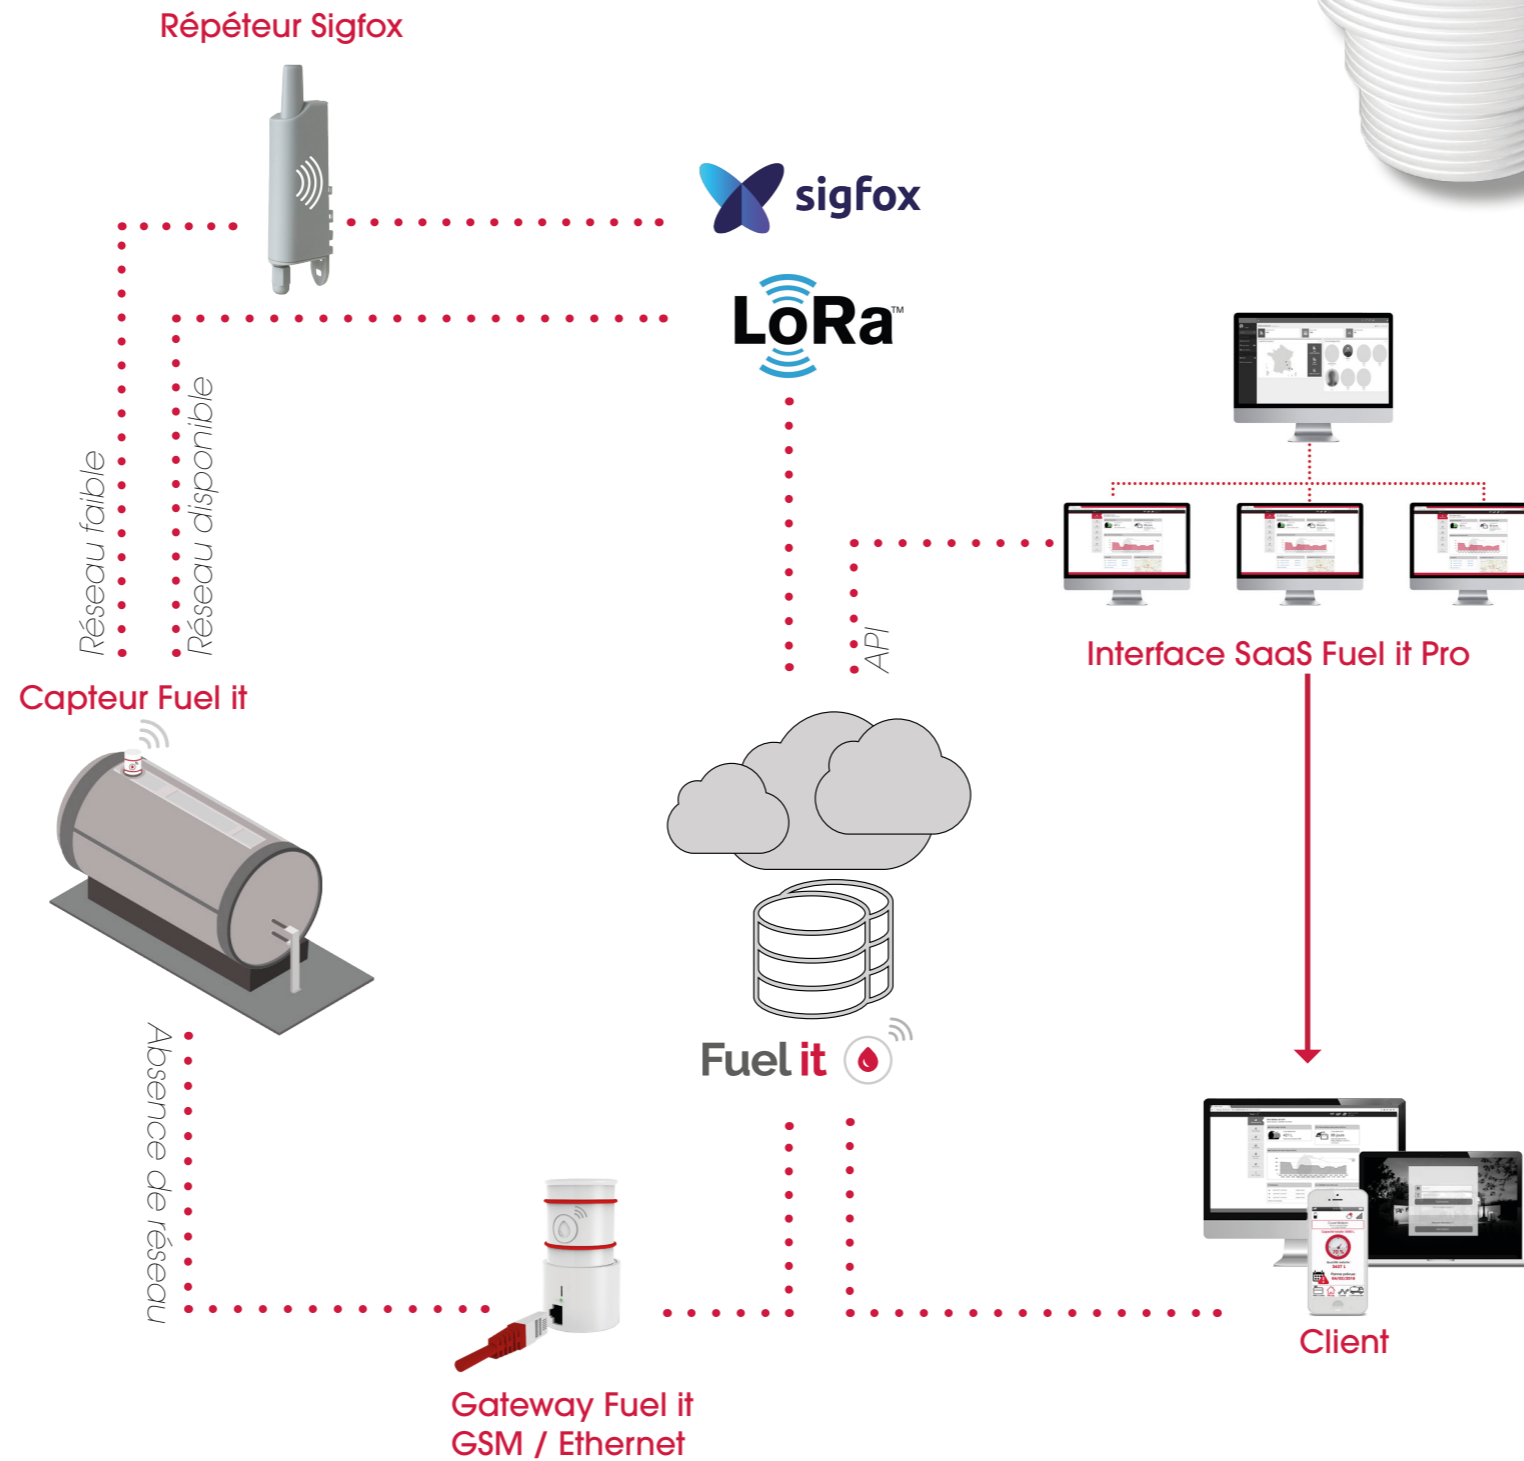 Répéteur Sigfox
sigfox
LoRa™
Réseau faible
Réseau disponible
API
Interface SaaS Fuel it Pro
Capteur Fuel it
Fuel it
Absence de réseau
Gateway Fuel it
GSM / Ethernet
Client